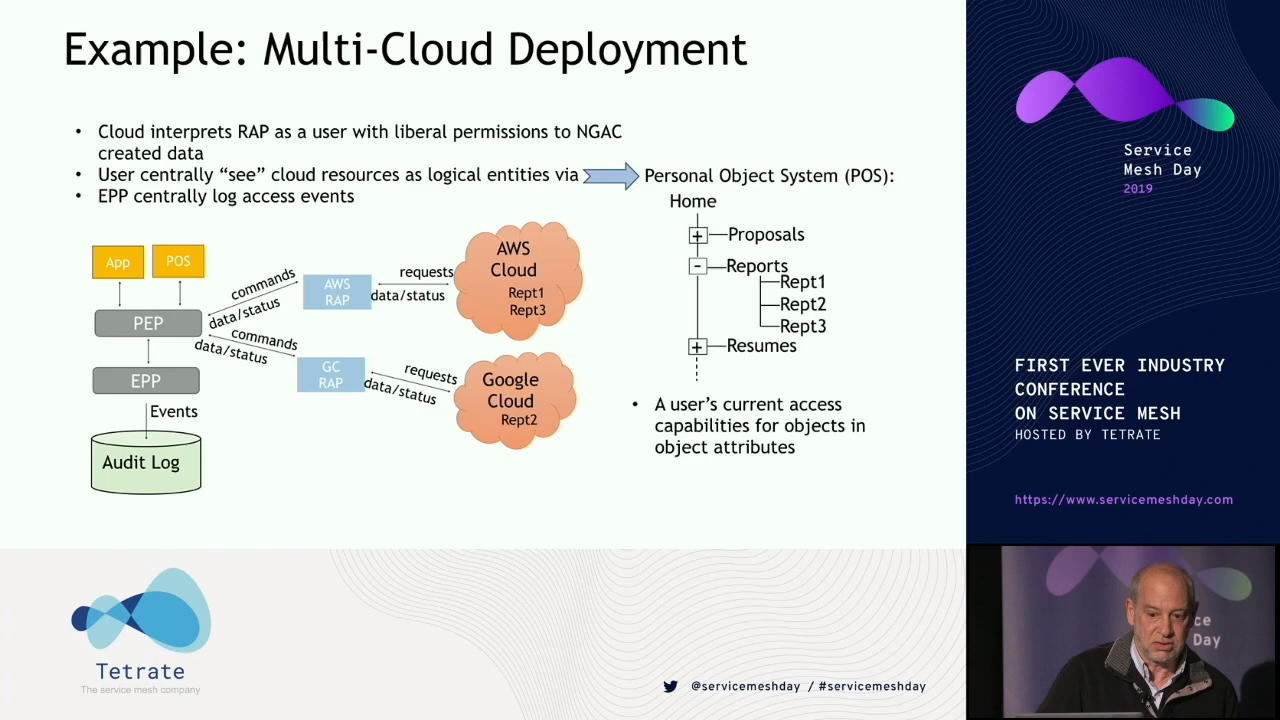 Example: Multi-Cloud Deployment
• Cloud interprets RAP as a user with liberal permissions to NGAC
created data
• User centrally “see” cloud resources as logical entities via
• EPP centrally log access events
Personal Object System (POS):
Home
+ Proposals
- Reports
Rept1
Rept2
Rept3
+ Resumes
• A user’s current access
capabilities for objects in
object attributes
App
POS
PEP
EPP
Events
Audit Log
commands
data/status
commands
data/status
AWS
RAP
GC
RAP
requests
data/status
requests
data/status
AWS
Cloud
Rept1
Rept3
Google
Cloud
Rept2
Service
Mesh Day
2019
FIRST EVER INDUSTRY
CONFERENCE
ON SERVICE MESH
HOSTED BY TETRATE
https://www.servicemeshday.com
Tetrate
The service mesh company
@servicemeshday / #servicemeshday
ce
Day